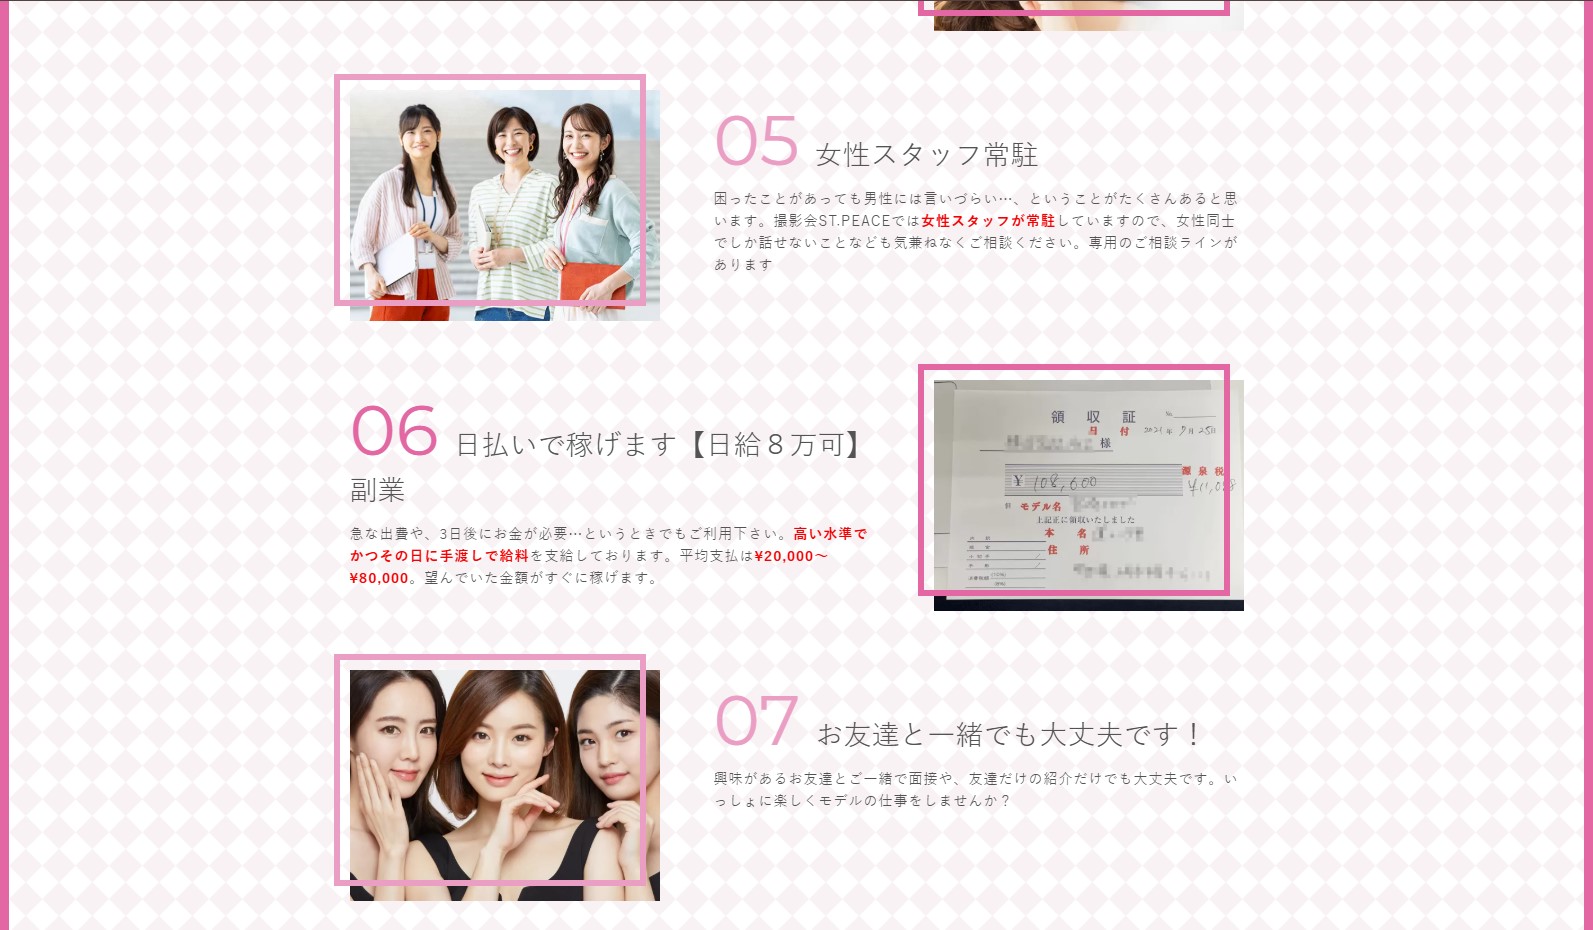 05 女性スタッフ常駐
困ったことがあっても男性には言いづらい…、ということがたくさんあると思
います。撮影会ST.PEACEでは女性スタッフが常駐していますので、女性同士
でしか話せないことなども気兼ねなくご相談ください。専用のご相談ラインが
あります
06 日払いで稼げます【日給８万可】
副業
急な出費や、3日後にお金が必要…というときでもご利用下さい。高い水準で
かつその日に手渡しで給料を支給しております。平均支払は¥20,000～
¥80,000。望んでいた金額がすぐに稼げます。
領 収 証
日 付 2021 年 9月 25日
様
源 泉 税
¥ 108,600
モデル名
上記正に領収いたしました
本 名
住 所
07 お友達と一緒でも大丈夫です！
興味があるお友達とご一緒で面接や、友達だけの紹介だけでも大丈夫です。い
っしょに楽しくモデルの仕事をしませんか？